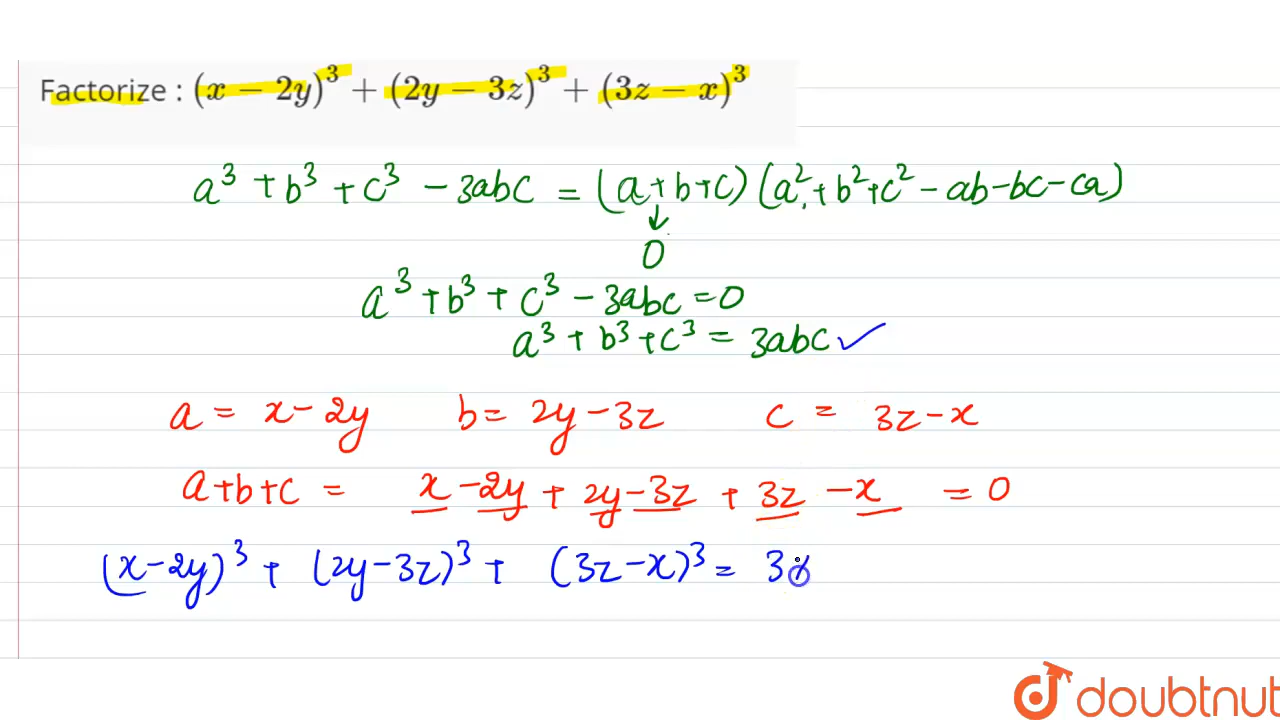 Factorize : (x − 2y)³ + (2y − 3z)³ + (3z − x)³
a³ + b³ + c³ − 3abc = (a+b+c) (a² + b² + c² − ab − bc − ca)
↓
0
a³ + b³ + c³ − 3abc = 0
a³ + b³ + c³ = 3abc ✓
a = x − 2y b = 2y − 3z c = 3z − x
a+b+c = x − 2y + 2y − 3z + 3z − x = 0
(x − 2y)³ + (2y − 3z)³ + (3z − x)³ = 3
doubtnut